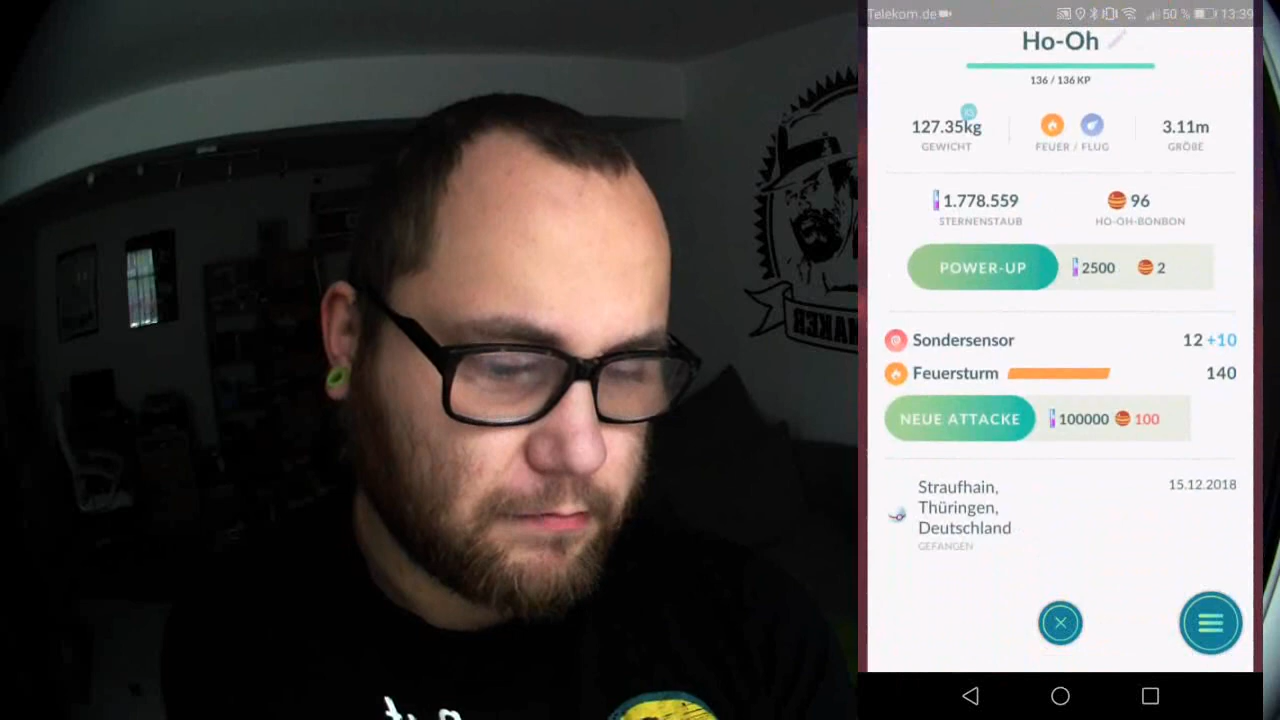 Telekom.de
50 %
13:39
Ho-Oh
136 / 136 KP
127.35kg
GEWICHT
FEUER / FLUG
3.11m
GRÖßE
1.778.559
STERNENSTAUB
96
HO-OH-BONBON
POWER-UP 2500 2
Sondersensor 12 +10
Feuersturm 140
NEUE ATTACKE 100000 100
Straufhain,
Thüringen,
Deutschland
GEFANGEN
15.12.2018